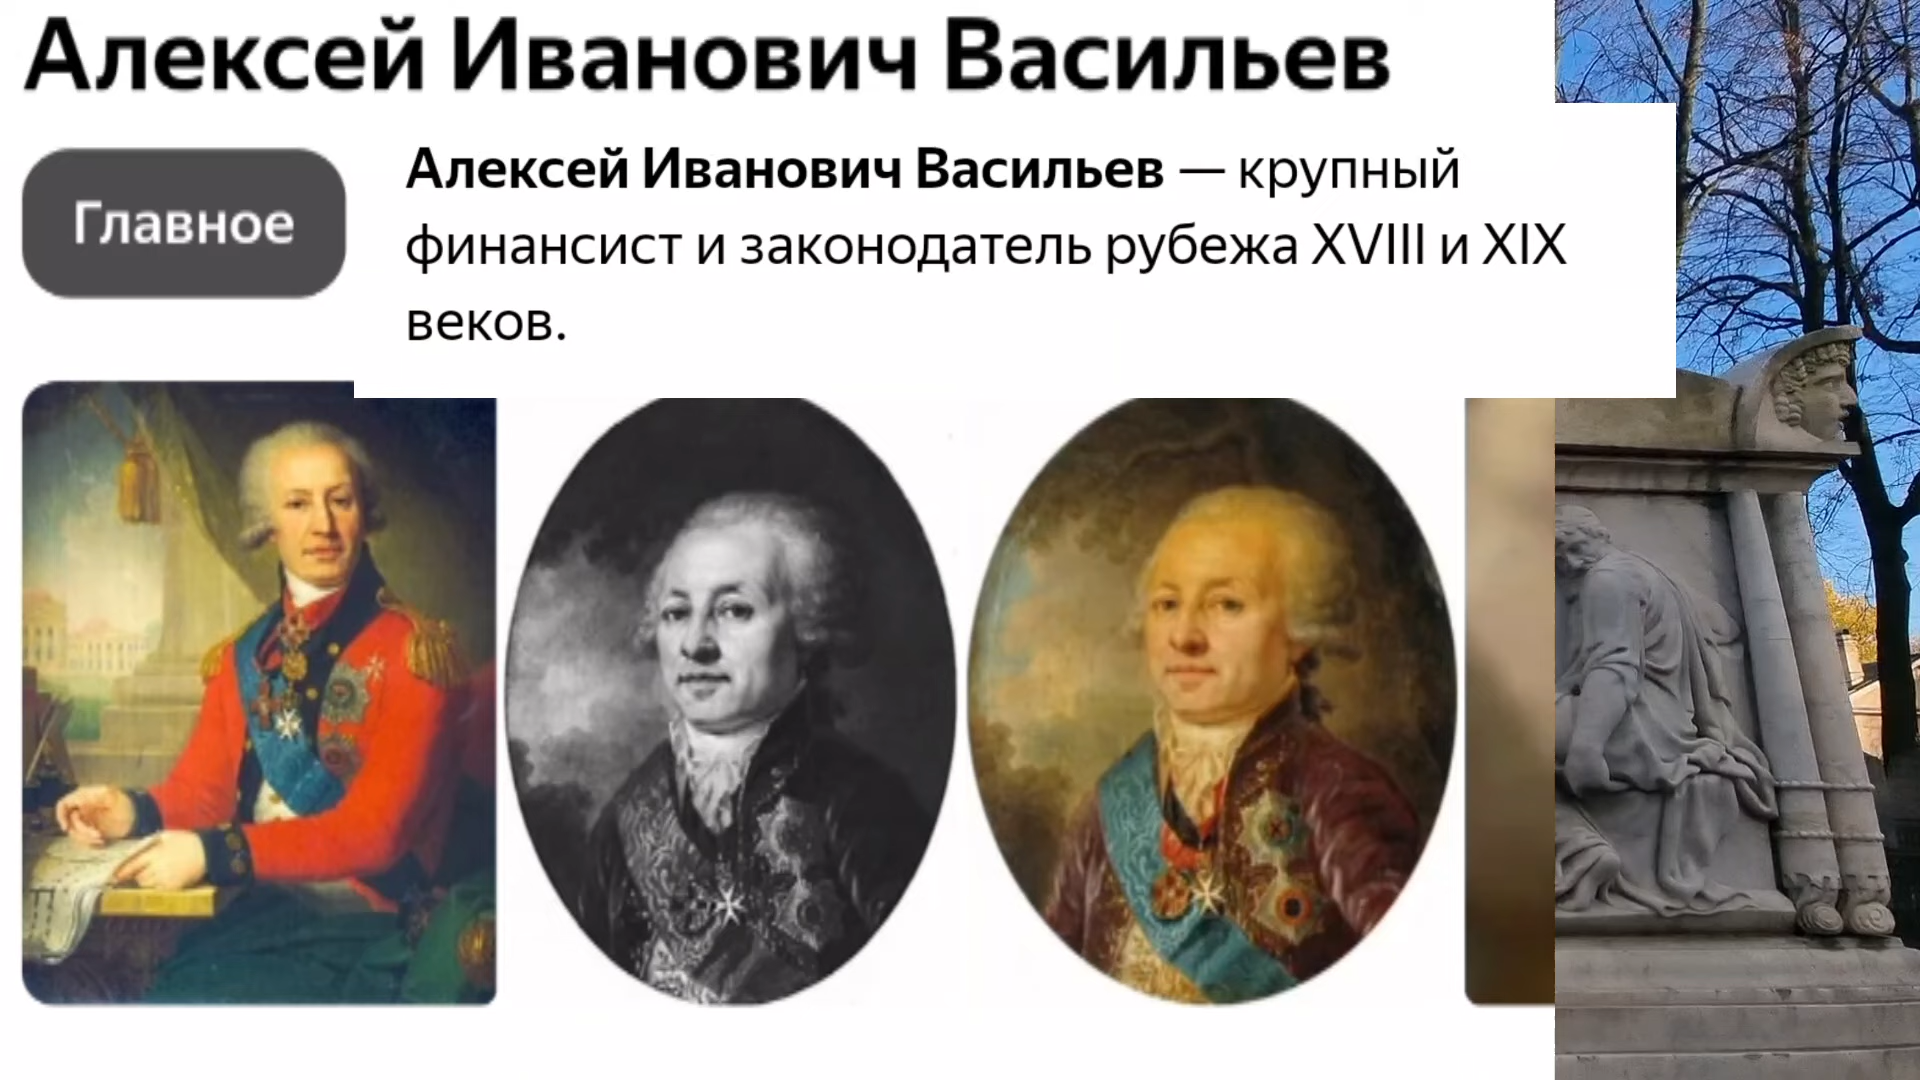 Алексей Иванович Васильев
Главное
Алексей Иванович Васильев — крупный
финансист и законодатель рубежа XVIII и XIX
веков.